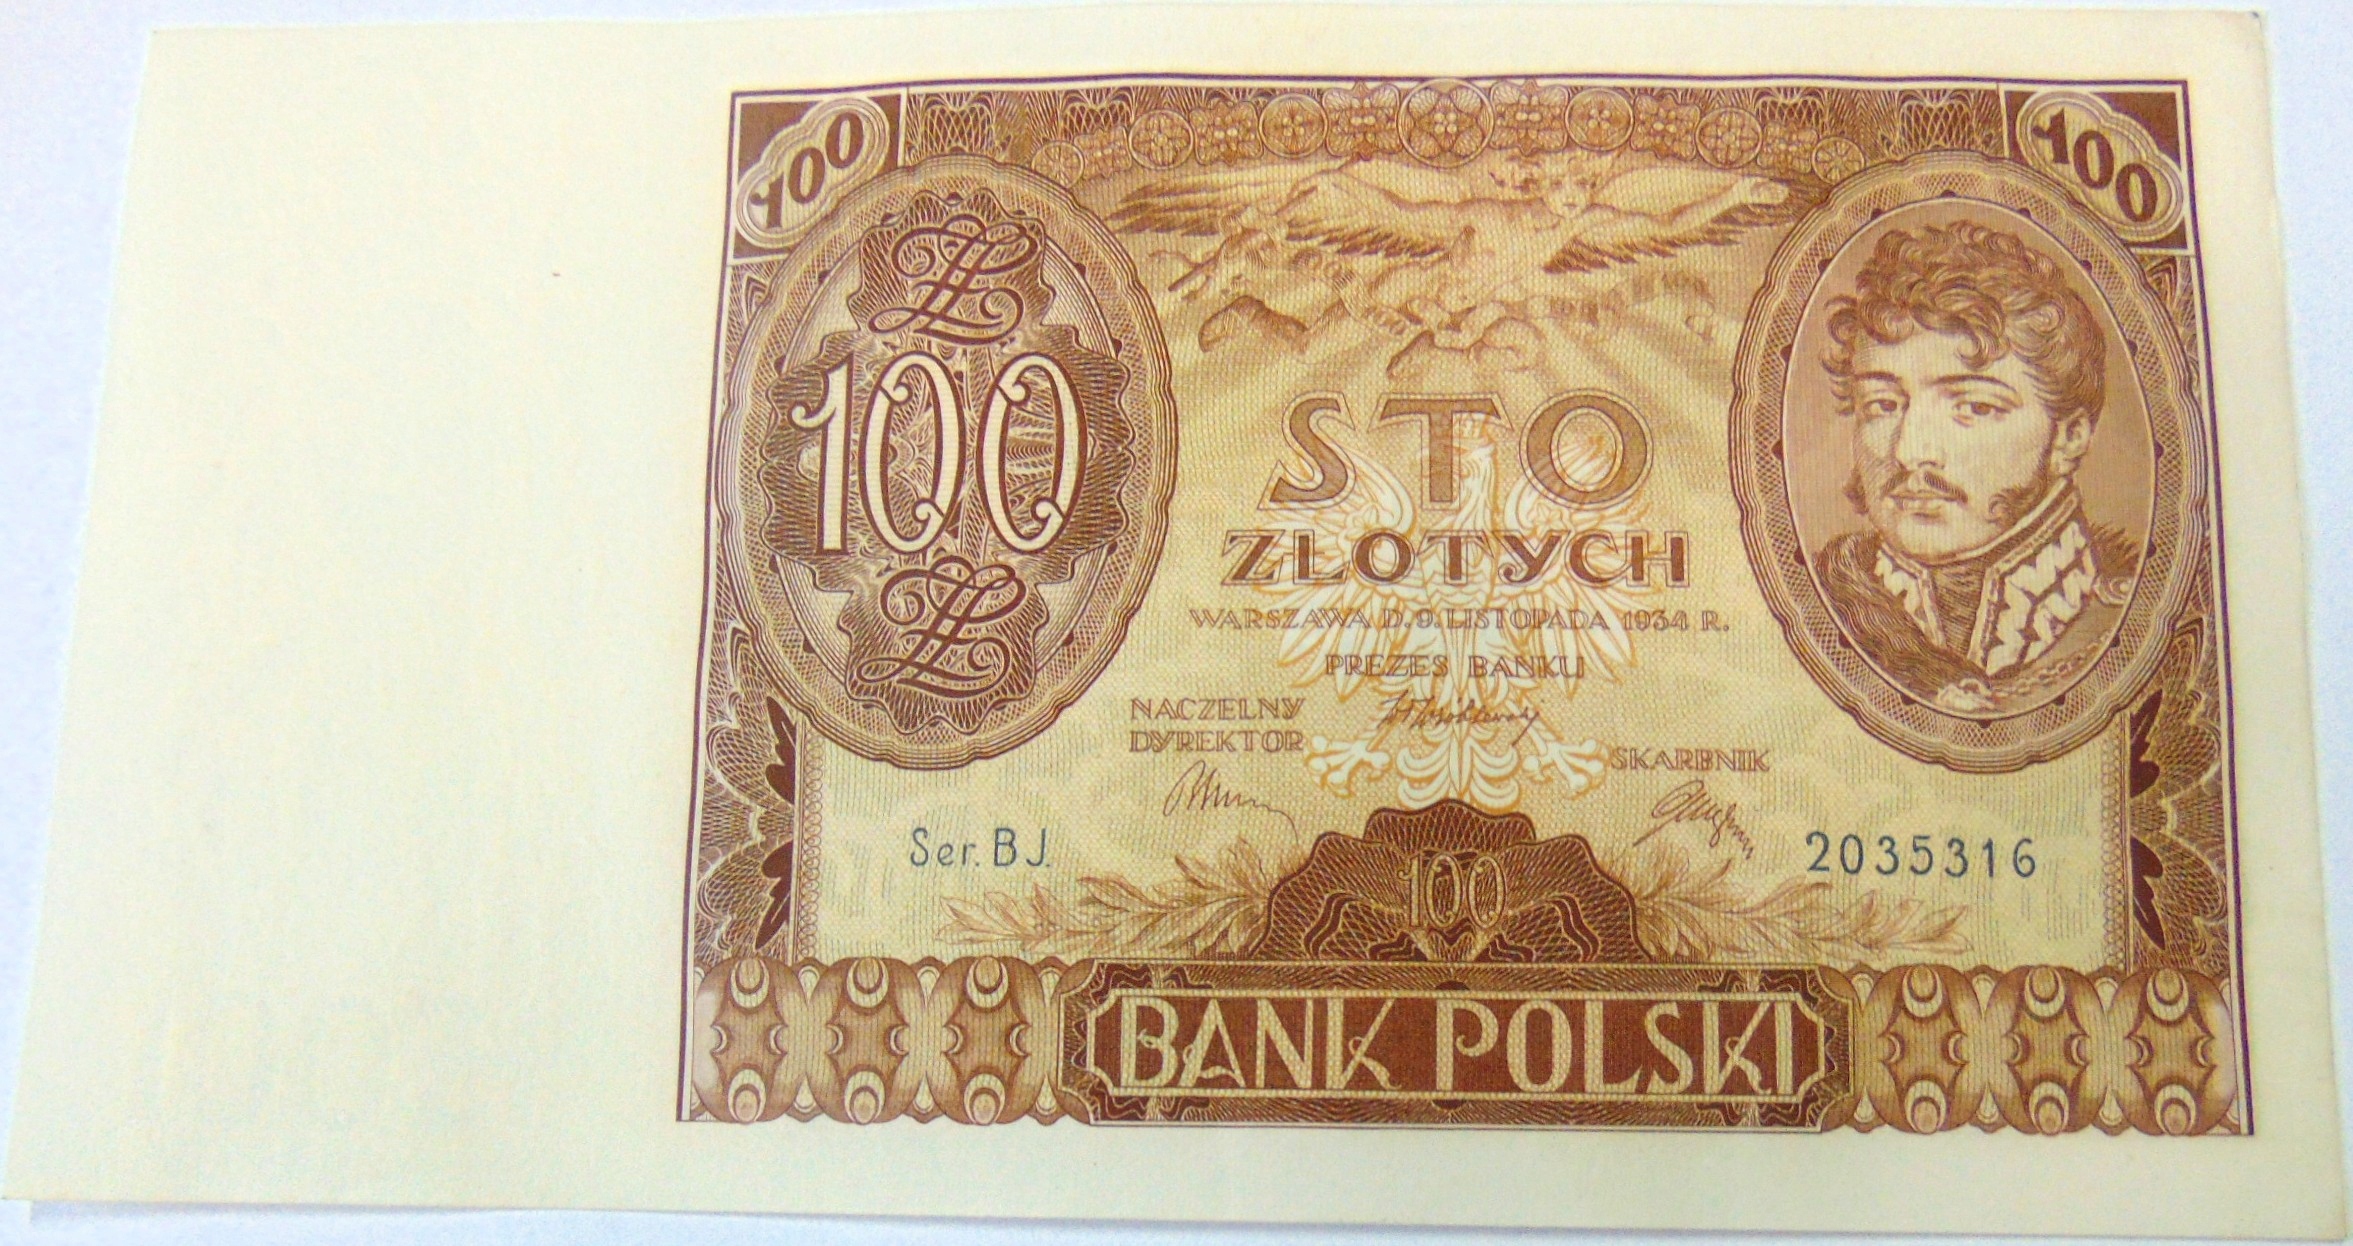 100
100
100
STO
ZŁOTYCH
WARSZAWA D. 9. LISTOPADA 1934 R.
PREZES BANKU
NACZELNY
DYREKTOR
SKARBNIK
Ser. BJ.
2035316
100
BANK POLSKI